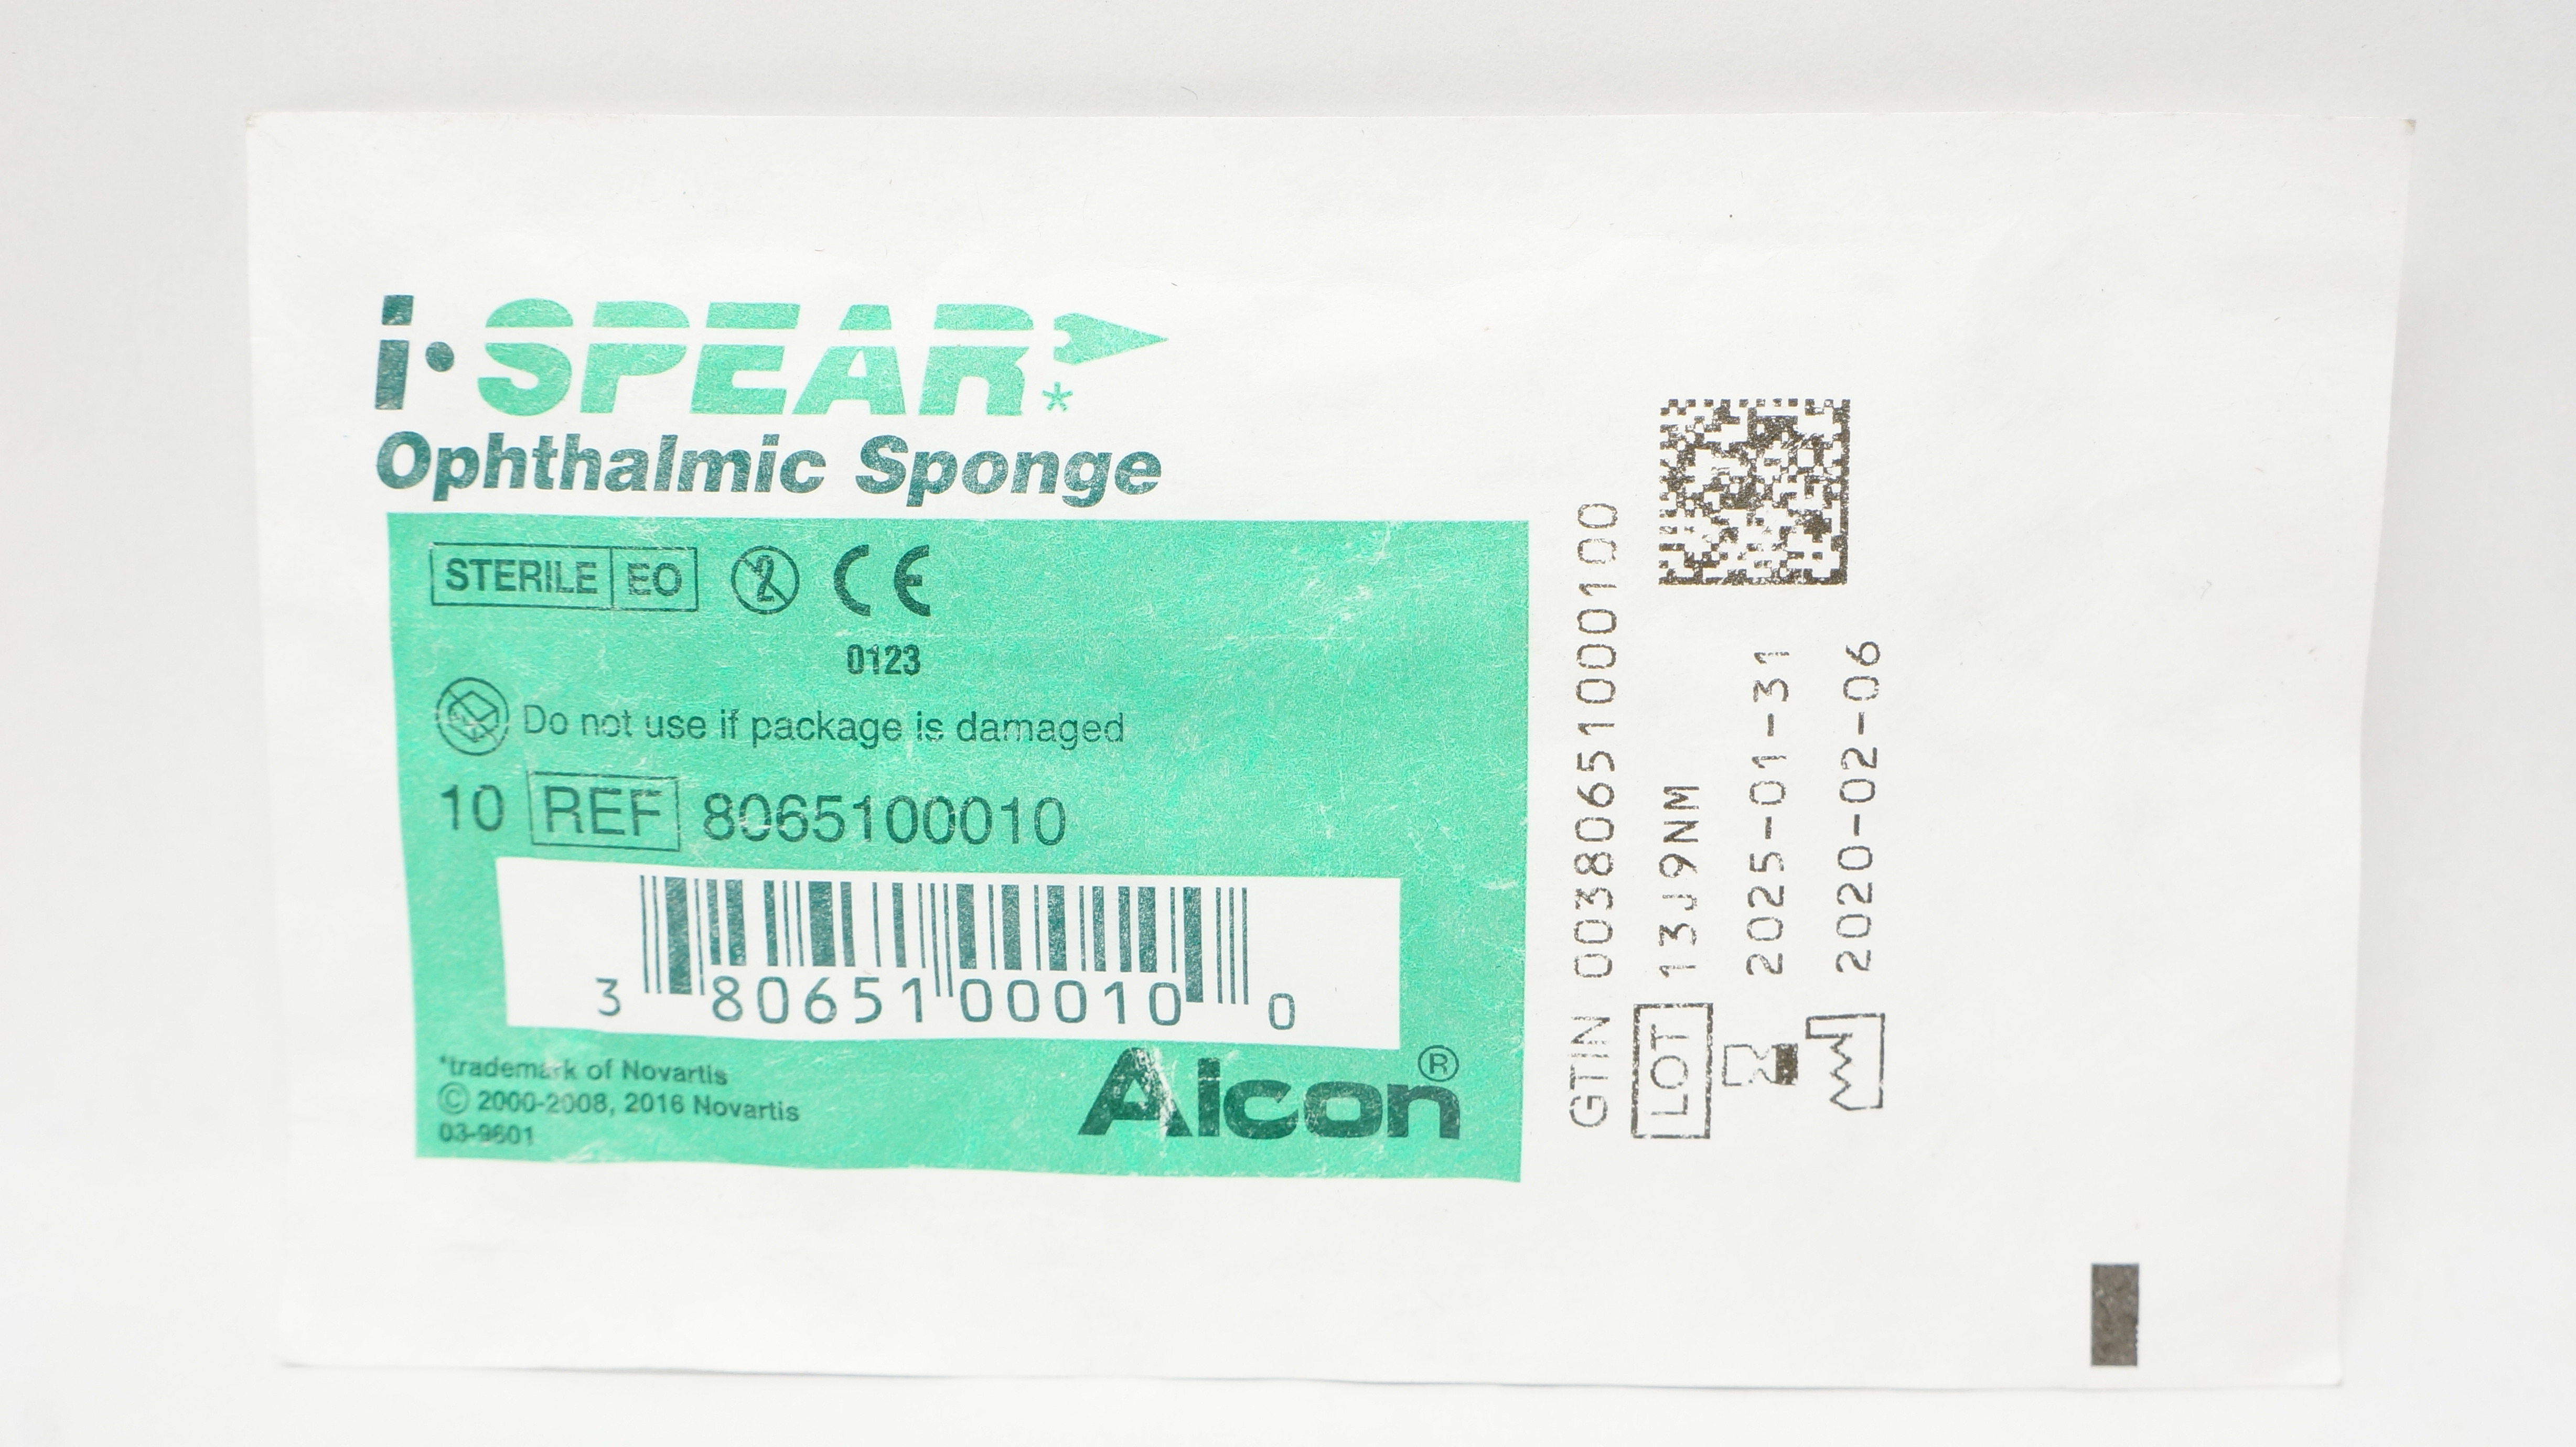 i·SPEAR*
Ophthalmic Sponge
STERILE EO 2 CE
0123
Do not use if package is damaged
10 REF 8065100010
3 80651 00010 0
*trademark of Novartis
© 2000-2008, 2016 Novartis
03-9601
Alcon®
GTIN 00380651000100
LOT 13J9NM
2025-01-31
2020-02-06